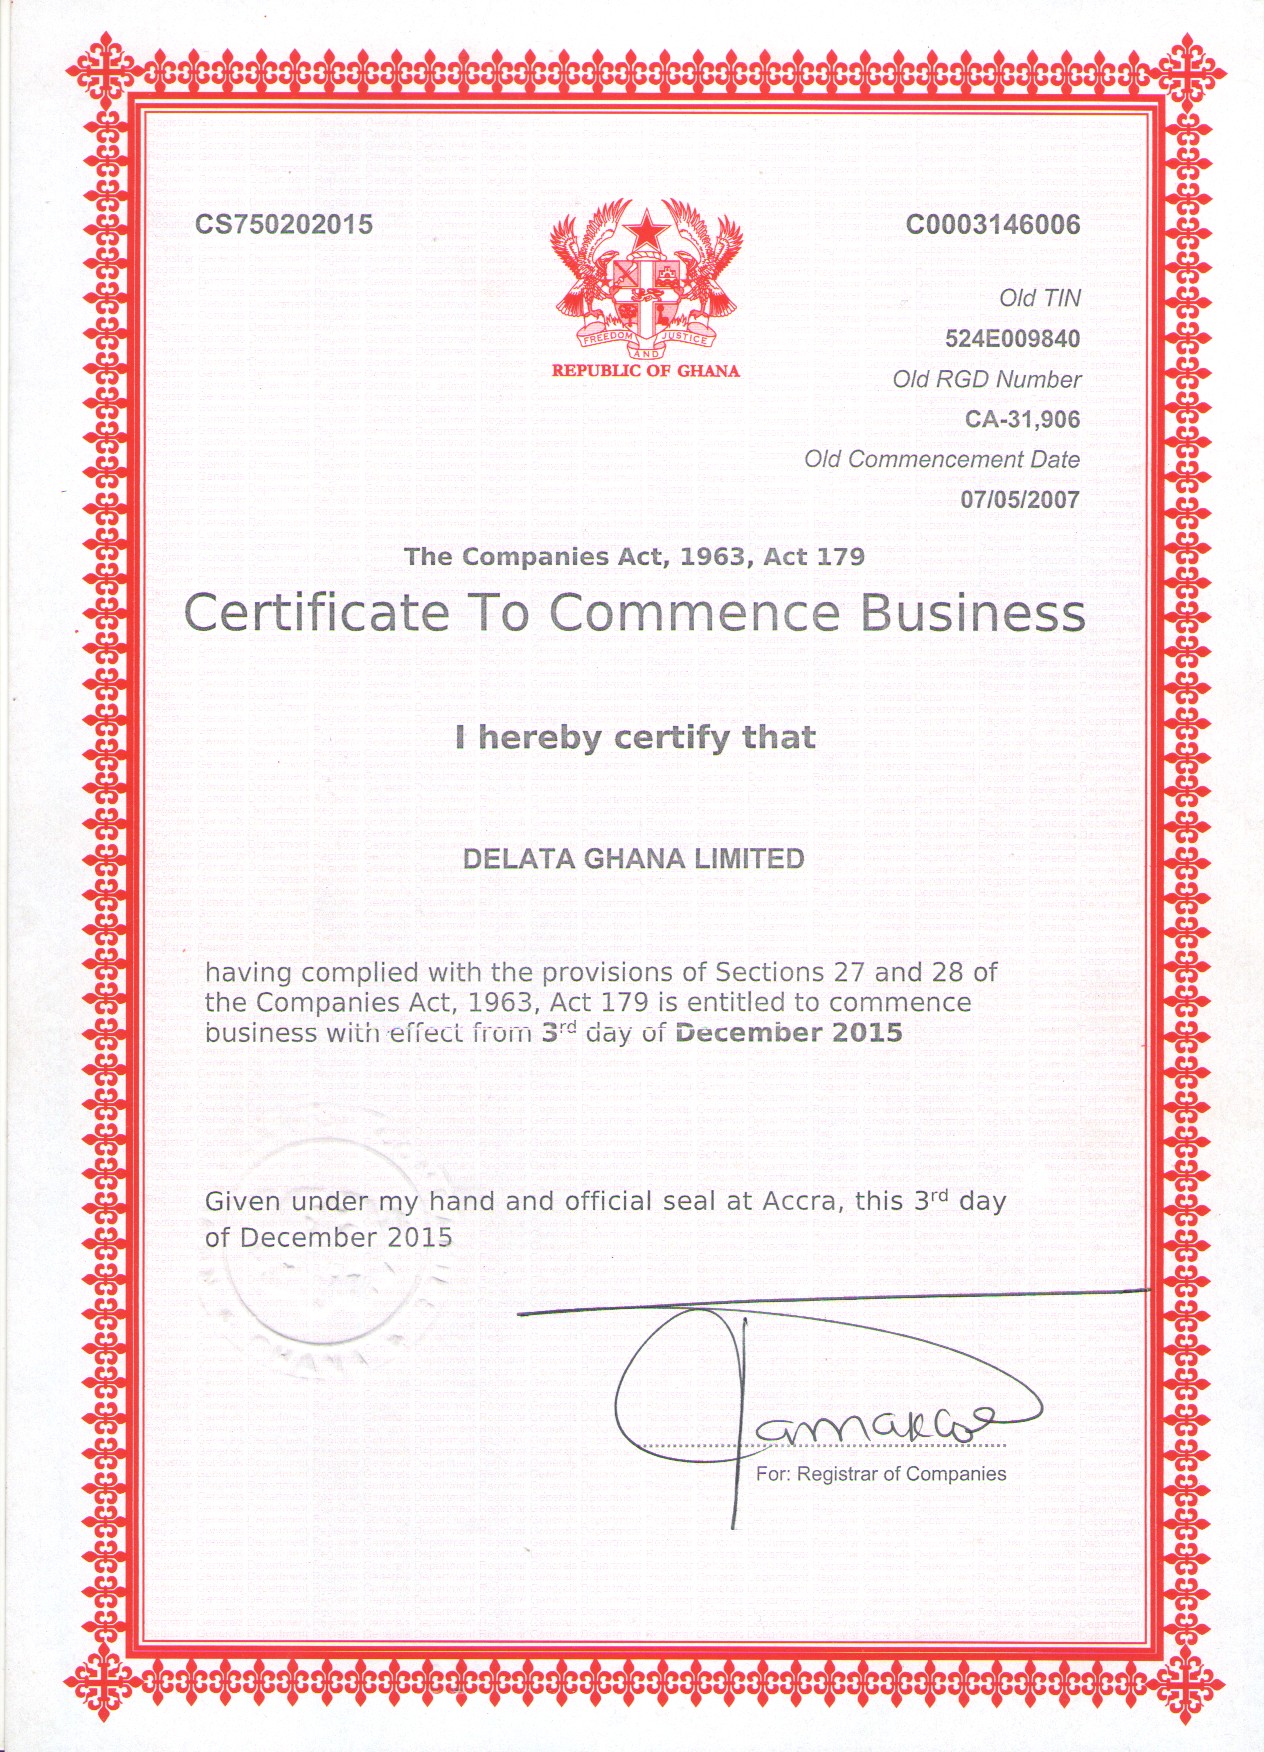 CS750202015
C0003146006
FREEDOM AND JUSTICE
REPUBLIC OF GHANA
Old TIN
524E009840
Old RGD Number
CA-31,906
Old Commencement Date
07/05/2007
The Companies Act, 1963, Act 179
Certificate To Commence Business
I hereby certify that
DELATA GHANA LIMITED
having complied with the provisions of Sections 27 and 28 of
the Companies Act, 1963, Act 179 is entitled to commence
business with effect from 3rd day of December 2015
Given under my hand and official seal at Accra, this 3rd day
of December 2015
For: Registrar of Companies